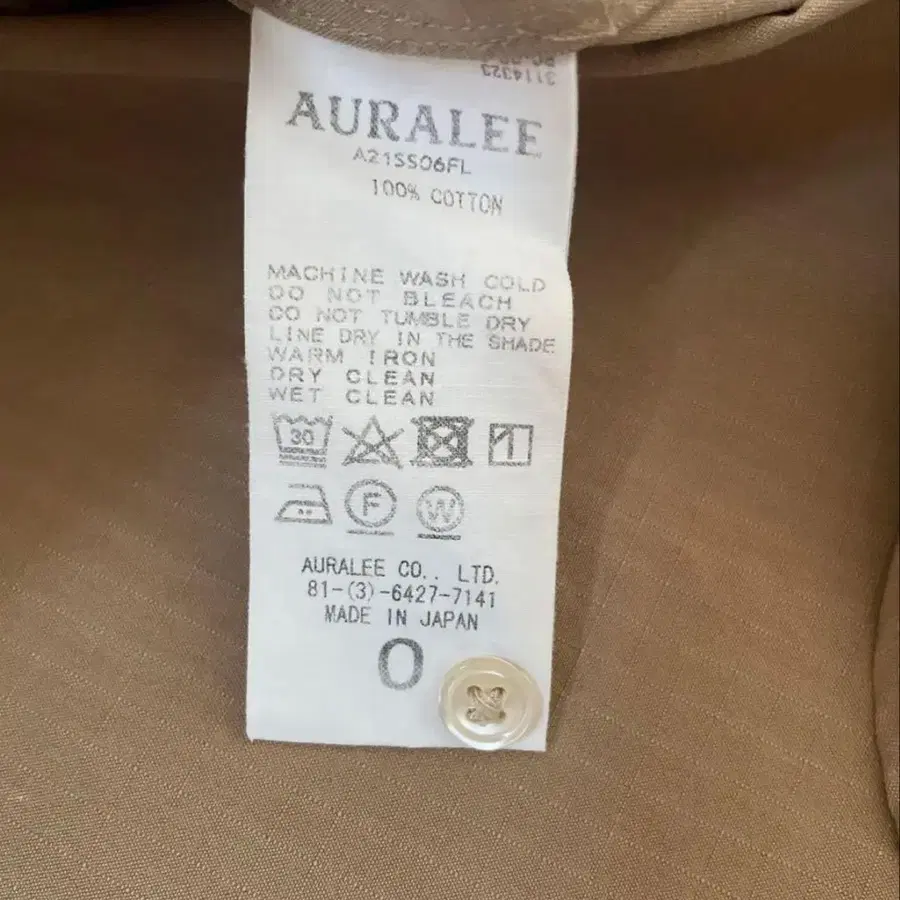 3114323
AURALEE
A21SS06FL
100% COTTON
MACHINE WASH COLD
DO NOT BLEACH
DO NOT TUMBLE DRY
LINE DRY IN THE SHADE
WARM IRON
DRY CLEAN
WET CLEAN
30
F
W
AURALEE CO., LTD.
81-(3)-6427-7141
MADE IN JAPAN
0